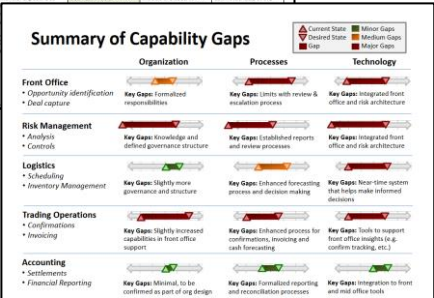 Summary of Capability Gaps
Current State
Desired State
Gap
Minor Gaps
Medium Gaps
Major Gaps
Organization
Processes
Technology
Front Office
• Opportunity identification
• Deal capture
Key Gaps: Formalized
responsibilities
Key Gaps: Limits with review &
escalation process
Key Gaps: Integrated front
office and risk architecture
Risk Management
• Analysis
• Controls
Key Gaps: Knowledge and
defined governance structure
Key Gaps: Established reports
and review processes
Key Gaps: Integrated front
office and risk architecture
Logistics
• Scheduling
• Inventory Management
Key Gaps: Slightly more
governance and structure
Key Gaps: Enhanced forecasting
process and decision making
Key Gaps: Near-time system
that helps make informed
decisions
Trading Operations
• Confirmations
• Invoicing
Key Gaps: Slightly increased
capabilities in front office
support
Key Gaps: Enhanced process for
confirmations, invoicing and
cash forecasting
Key Gaps: Tools to support
front office insights (e.g.
confirm tracking, etc.)
Accounting
• Settlements
• Financial Reporting
Key Gaps: Minimal, to be
confirmed as part of org design
Key Gaps: Formalized reporting
and reconciliation processes
Key Gaps: Integration to front
and mid office tools